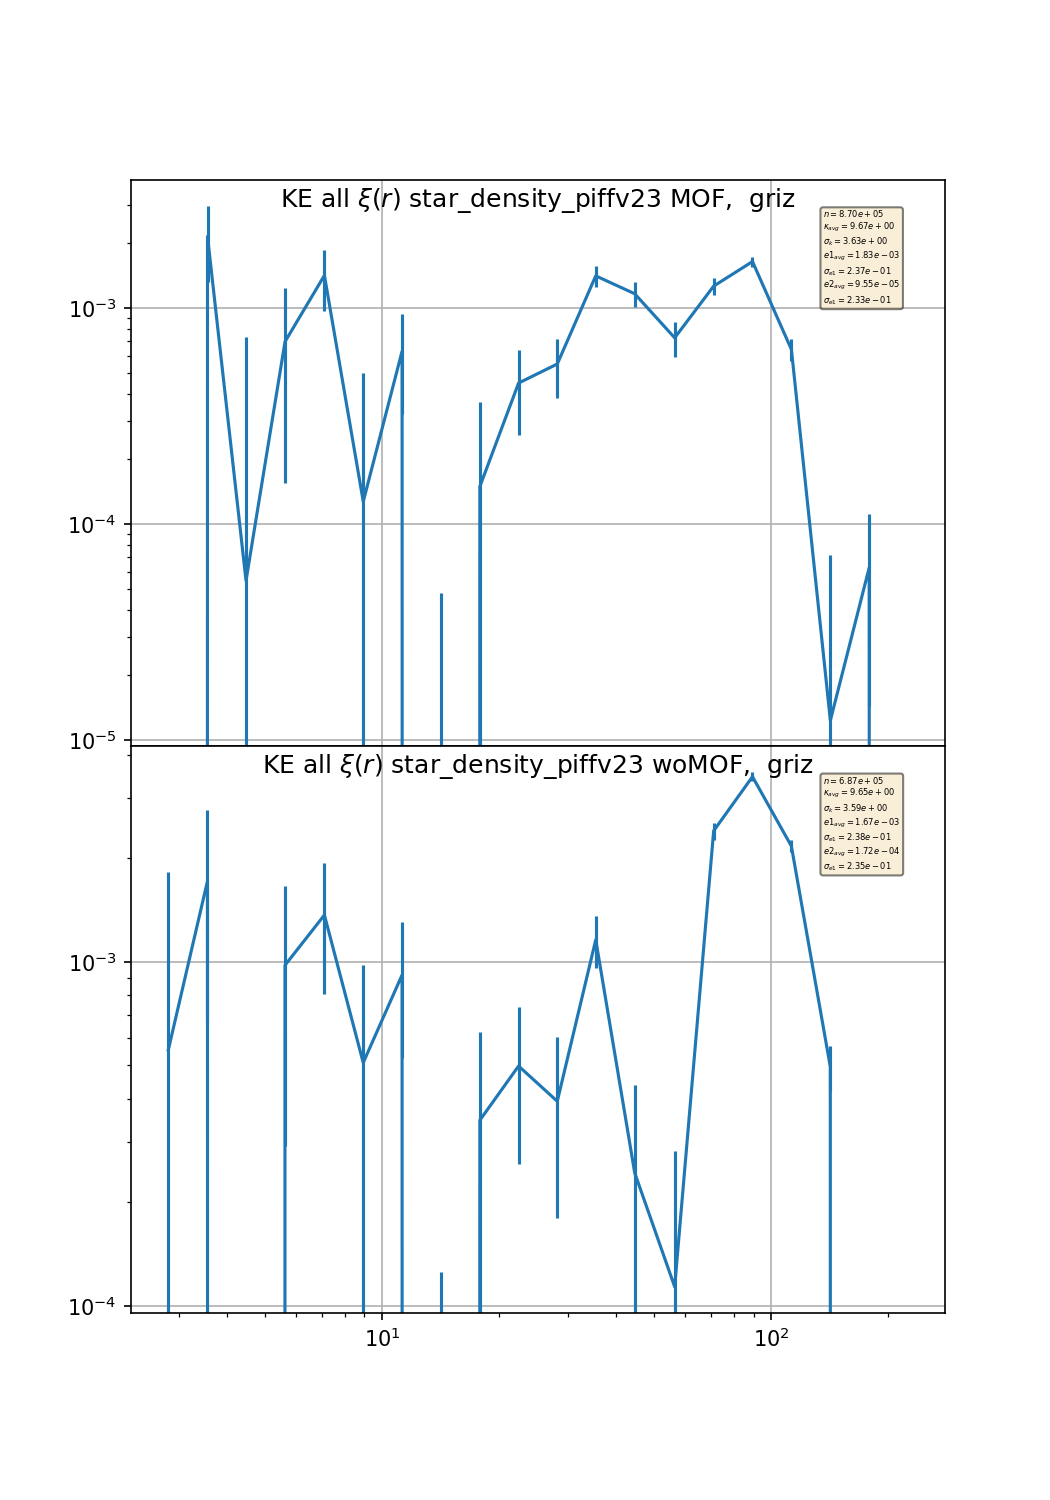 KE all ξ(r) star_density_piffv23 MOF,  griz
n = 8.70e + 05
κavg = 9.67e + 00
σk = 3.63e + 00
e1avg = 1.83e − 03
σe1 = 2.37e − 01
e2avg = 9.55e − 05
σe1 = 2.33e − 01
10−3
10−4
10−5
KE all ξ(r) star_density_piffv23 woMOF,  griz
n = 6.87e + 05
κavg = 9.65e + 00
σk = 3.59e + 00
e1avg = 1.67e − 03
σe1 = 2.38e − 01
e2avg = 1.72e − 04
σe1 = 2.35e − 01
10−3
10−4
101 102